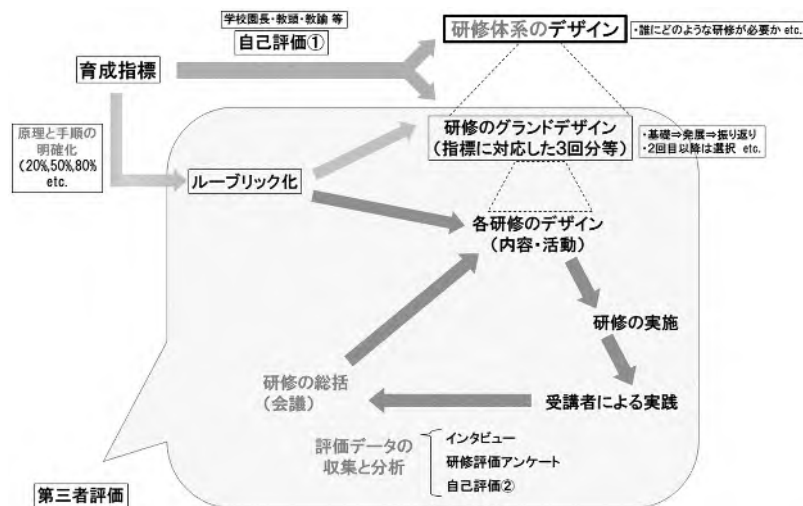 学校園長・教頭・教諭 等
自己評価①
研修体系のデザイン
・誰にどのような研修が必要か etc.
育成指標
原理と手順の
明確化
(20%,50%,80%
etc.
ルーブリック化
研修のグランドデザイン
(指標に対応した3回分等)
・基礎⇒発展⇒振り返り
・2回目以降は選択 etc.
各研修のデザイン
(内容・活動)
研修の実施
研修の総括
(会議)
受講者による実践
評価データの
収集と分析
インタビュー
研修評価アンケート
自己評価②
第三者評価